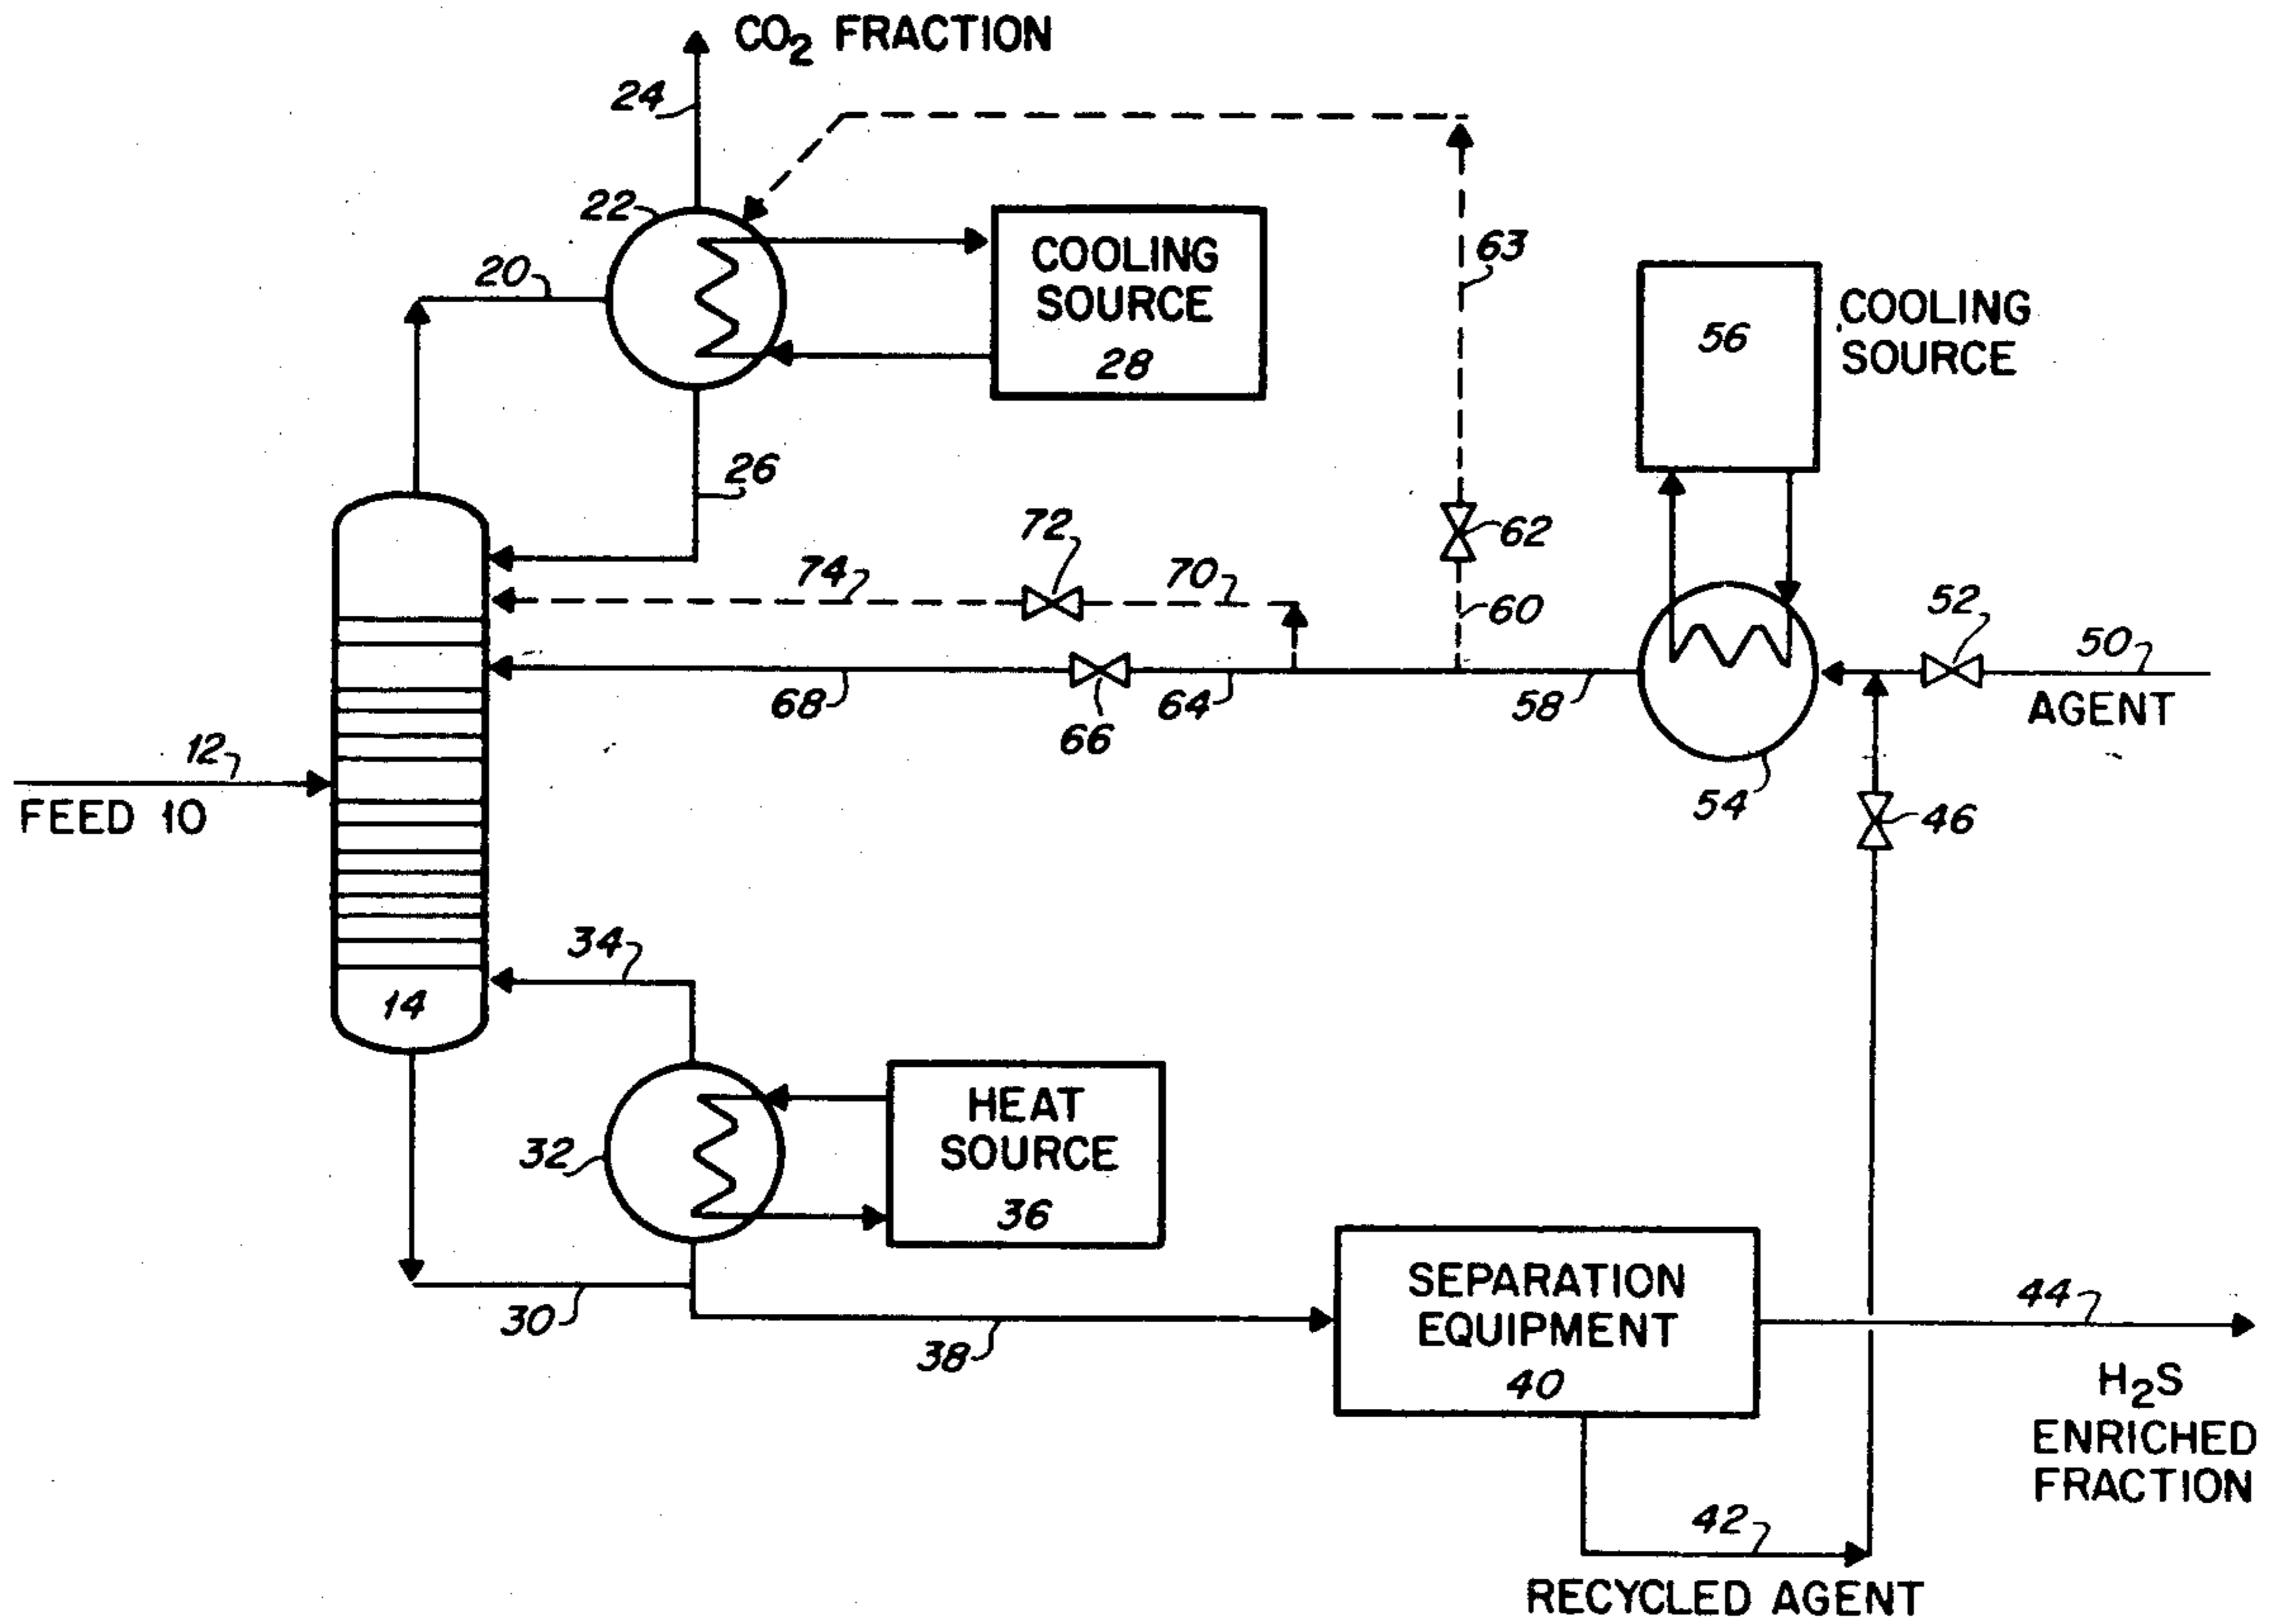 CO₂ FRACTION
24
22
20
COOLING
SOURCE
28
63
56
COOLING
SOURCE
26
72
62
74
70
60
52
50
AGENT
68
66
64
58
54
46
12
FEED 10
34
14
32
HEAT
SOURCE
36
30
38
SEPARATION
EQUIPMENT
40
44
H₂S
ENRICHED
FRACTION
42
RECYCLED AGENT